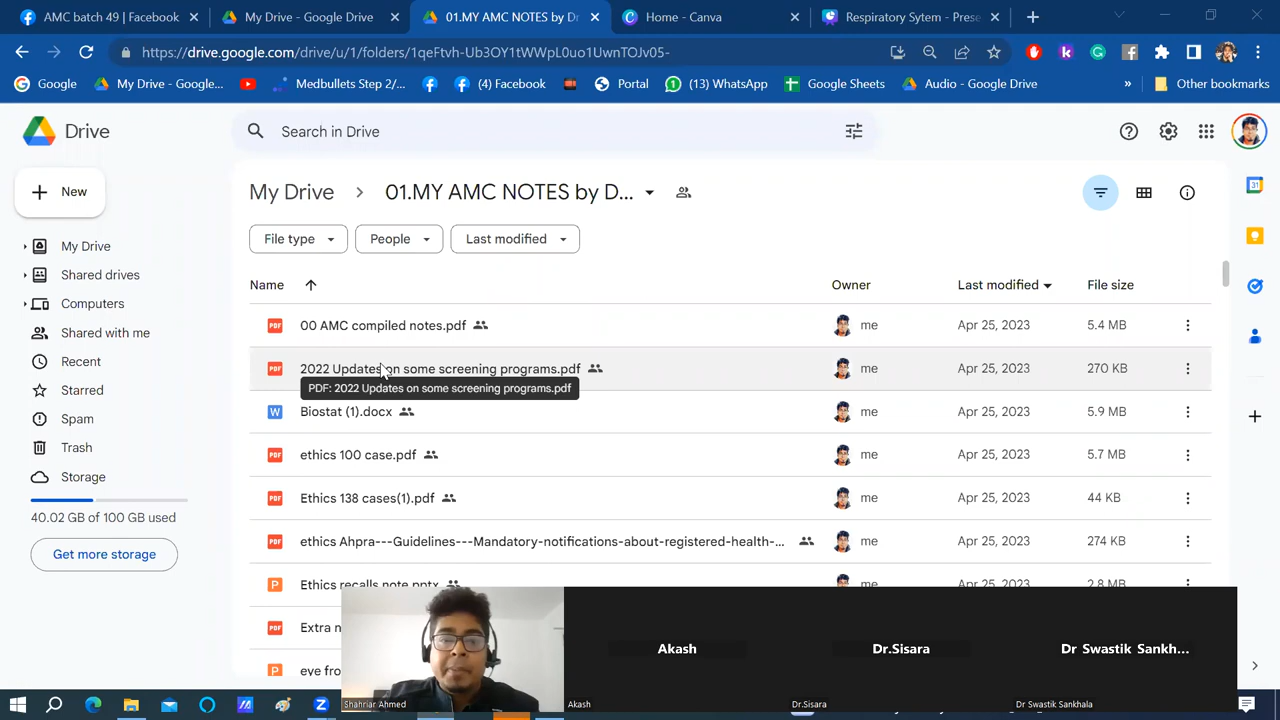 AMC batch 49 | Facebook
My Drive - Google Drive
01.MY AMC NOTES by Dr
Home - Canva
Respiratory Sytem - Prese
https://drive.google.com/drive/u/1/folders/1qeFtvh-Ub3OY1tWWpL0uo1UwnTOJv05-
Google
My Drive - Google...
Medbullets Step 2/...
(4) Facebook
Portal
(13) WhatsApp
Google Sheets
Audio - Google Drive
»
Other bookmarks
Drive
Search in Drive
New
My Drive > 01.MY AMC NOTES by D...
File type
People
Last modified
My Drive
Shared drives
Computers
Shared with me
Recent
Starred
Spam
Trash
Storage
40.02 GB of 100 GB used
Get more storage
Name Owner Last modified File size
00 AMC compiled notes.pdf me Apr 25, 2023 5.4 MB
2022 Updates on some screening programs.pdf me Apr 25, 2023 270 KB
PDF: 2022 Updates on some screening programs.pdf
Biostat (1).docx me Apr 25, 2023 5.9 MB
ethics 100 case.pdf me Apr 25, 2023 5.7 MB
Ethics 138 cases(1).pdf me Apr 25, 2023 44 KB
ethics Ahpra---Guidelines---Mandatory-notifications-about-registered-health-... me Apr 25, 2023 274 KB
Ethics recalls note.pptx me Apr 25, 2023 2.8 MB
Extra n
eye fro
Akash
Dr.Sisara
Dr Swastik Sankh...
Shahriar Ahmed
Akash
Dr.Sisara
Dr Swastik Sankhala